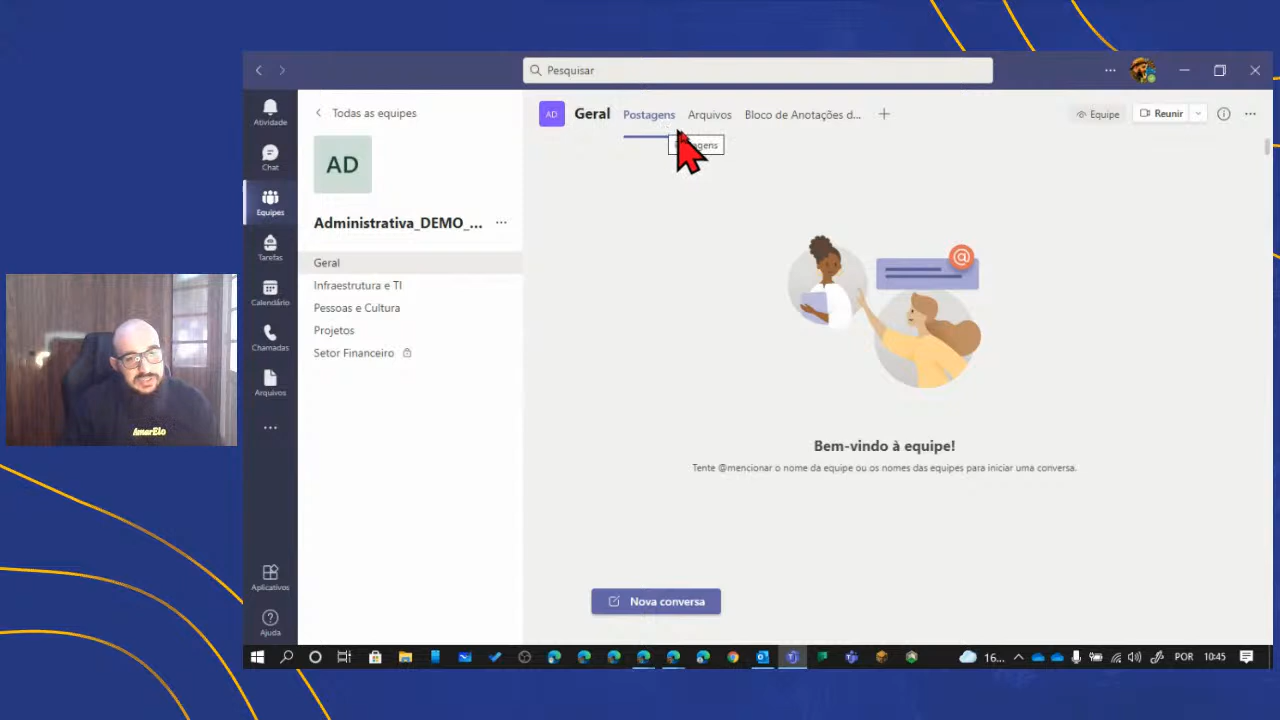 Pesquisar
Atividade
Chat
Equipes
Tarefas
Calendário
Chamadas
Arquivos
Aplicativos
Ajuda
Todas as equipes
AD
Administrativa_DEMO_...
Geral
Infraestrutura e TI
Pessoas e Cultura
Projetos
Setor Financeiro
AD
Geral
Postagens
Arquivos
Bloco de Anotações d...
Equipe
Reunir
Bem-vindo à equipe!
Tente @mencionar o nome da equipe ou os nomes das equipes para iniciar uma conversa.
Nova conversa
AmarElo
16...
POR
10:45